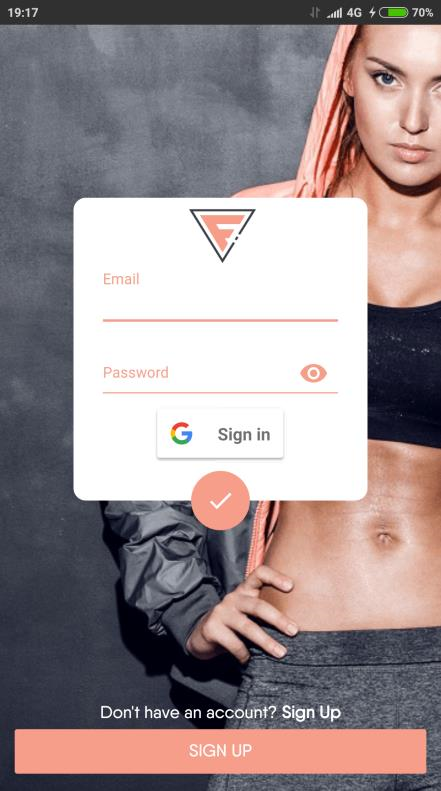 19:17 4G 70%
Email
Password
Sign in
Don't have an account? Sign Up
SIGN UP